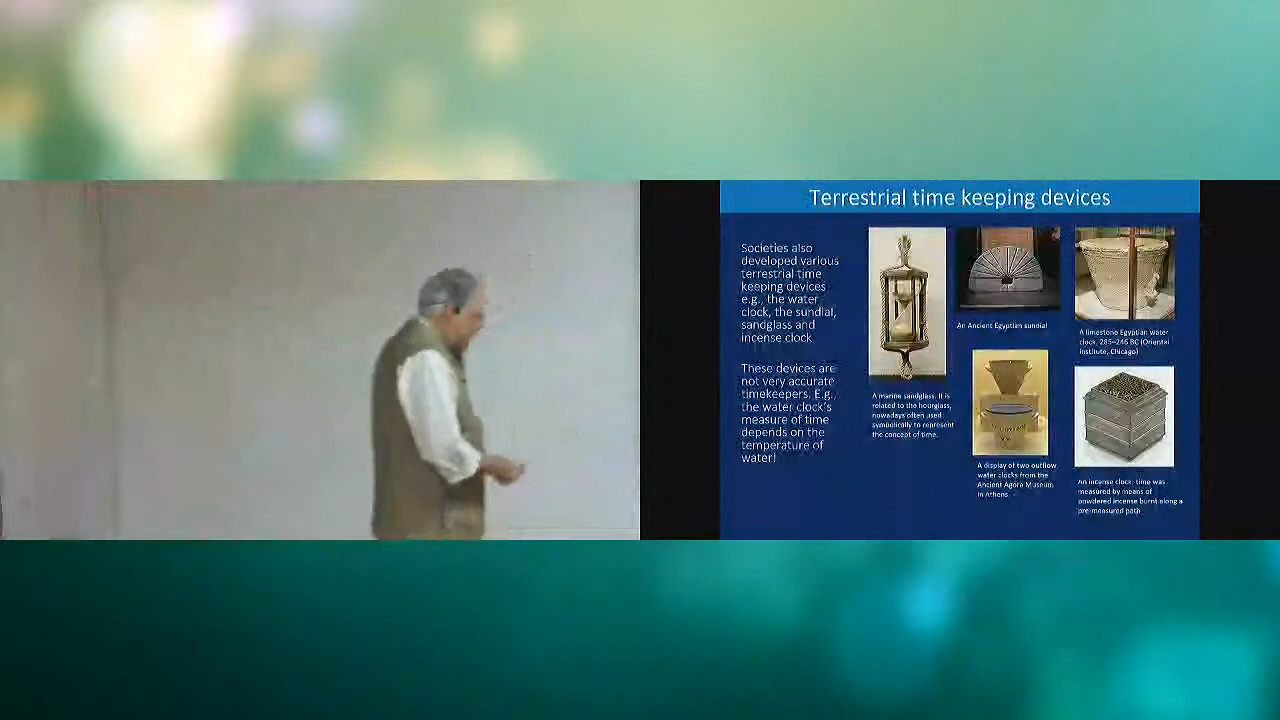 Terrestrial time keeping devices
Societies also
developed various
terrestrial time
keeping devices
e.g., the water
clock, the sundial,
sandglass and
incense clock
These devices are
not very accurate
timekeepers. E.g.,
the water clock's
measure of time
depends on the
temperature of
water!
A marine sandglass. It is
related to the hourglass,
nowadays often used
symbolically to represent
the concept of time.
An Ancient Egyptian sundial
A limestone Egyptian water
clock, 285–246 BC (Oriental
Institute, Chicago)
A display of two outflow
water clocks from the
Ancient Agora Museum
in Athens
An incense clock: time was
measured by means of
powdered incense burnt along a
premeasured path